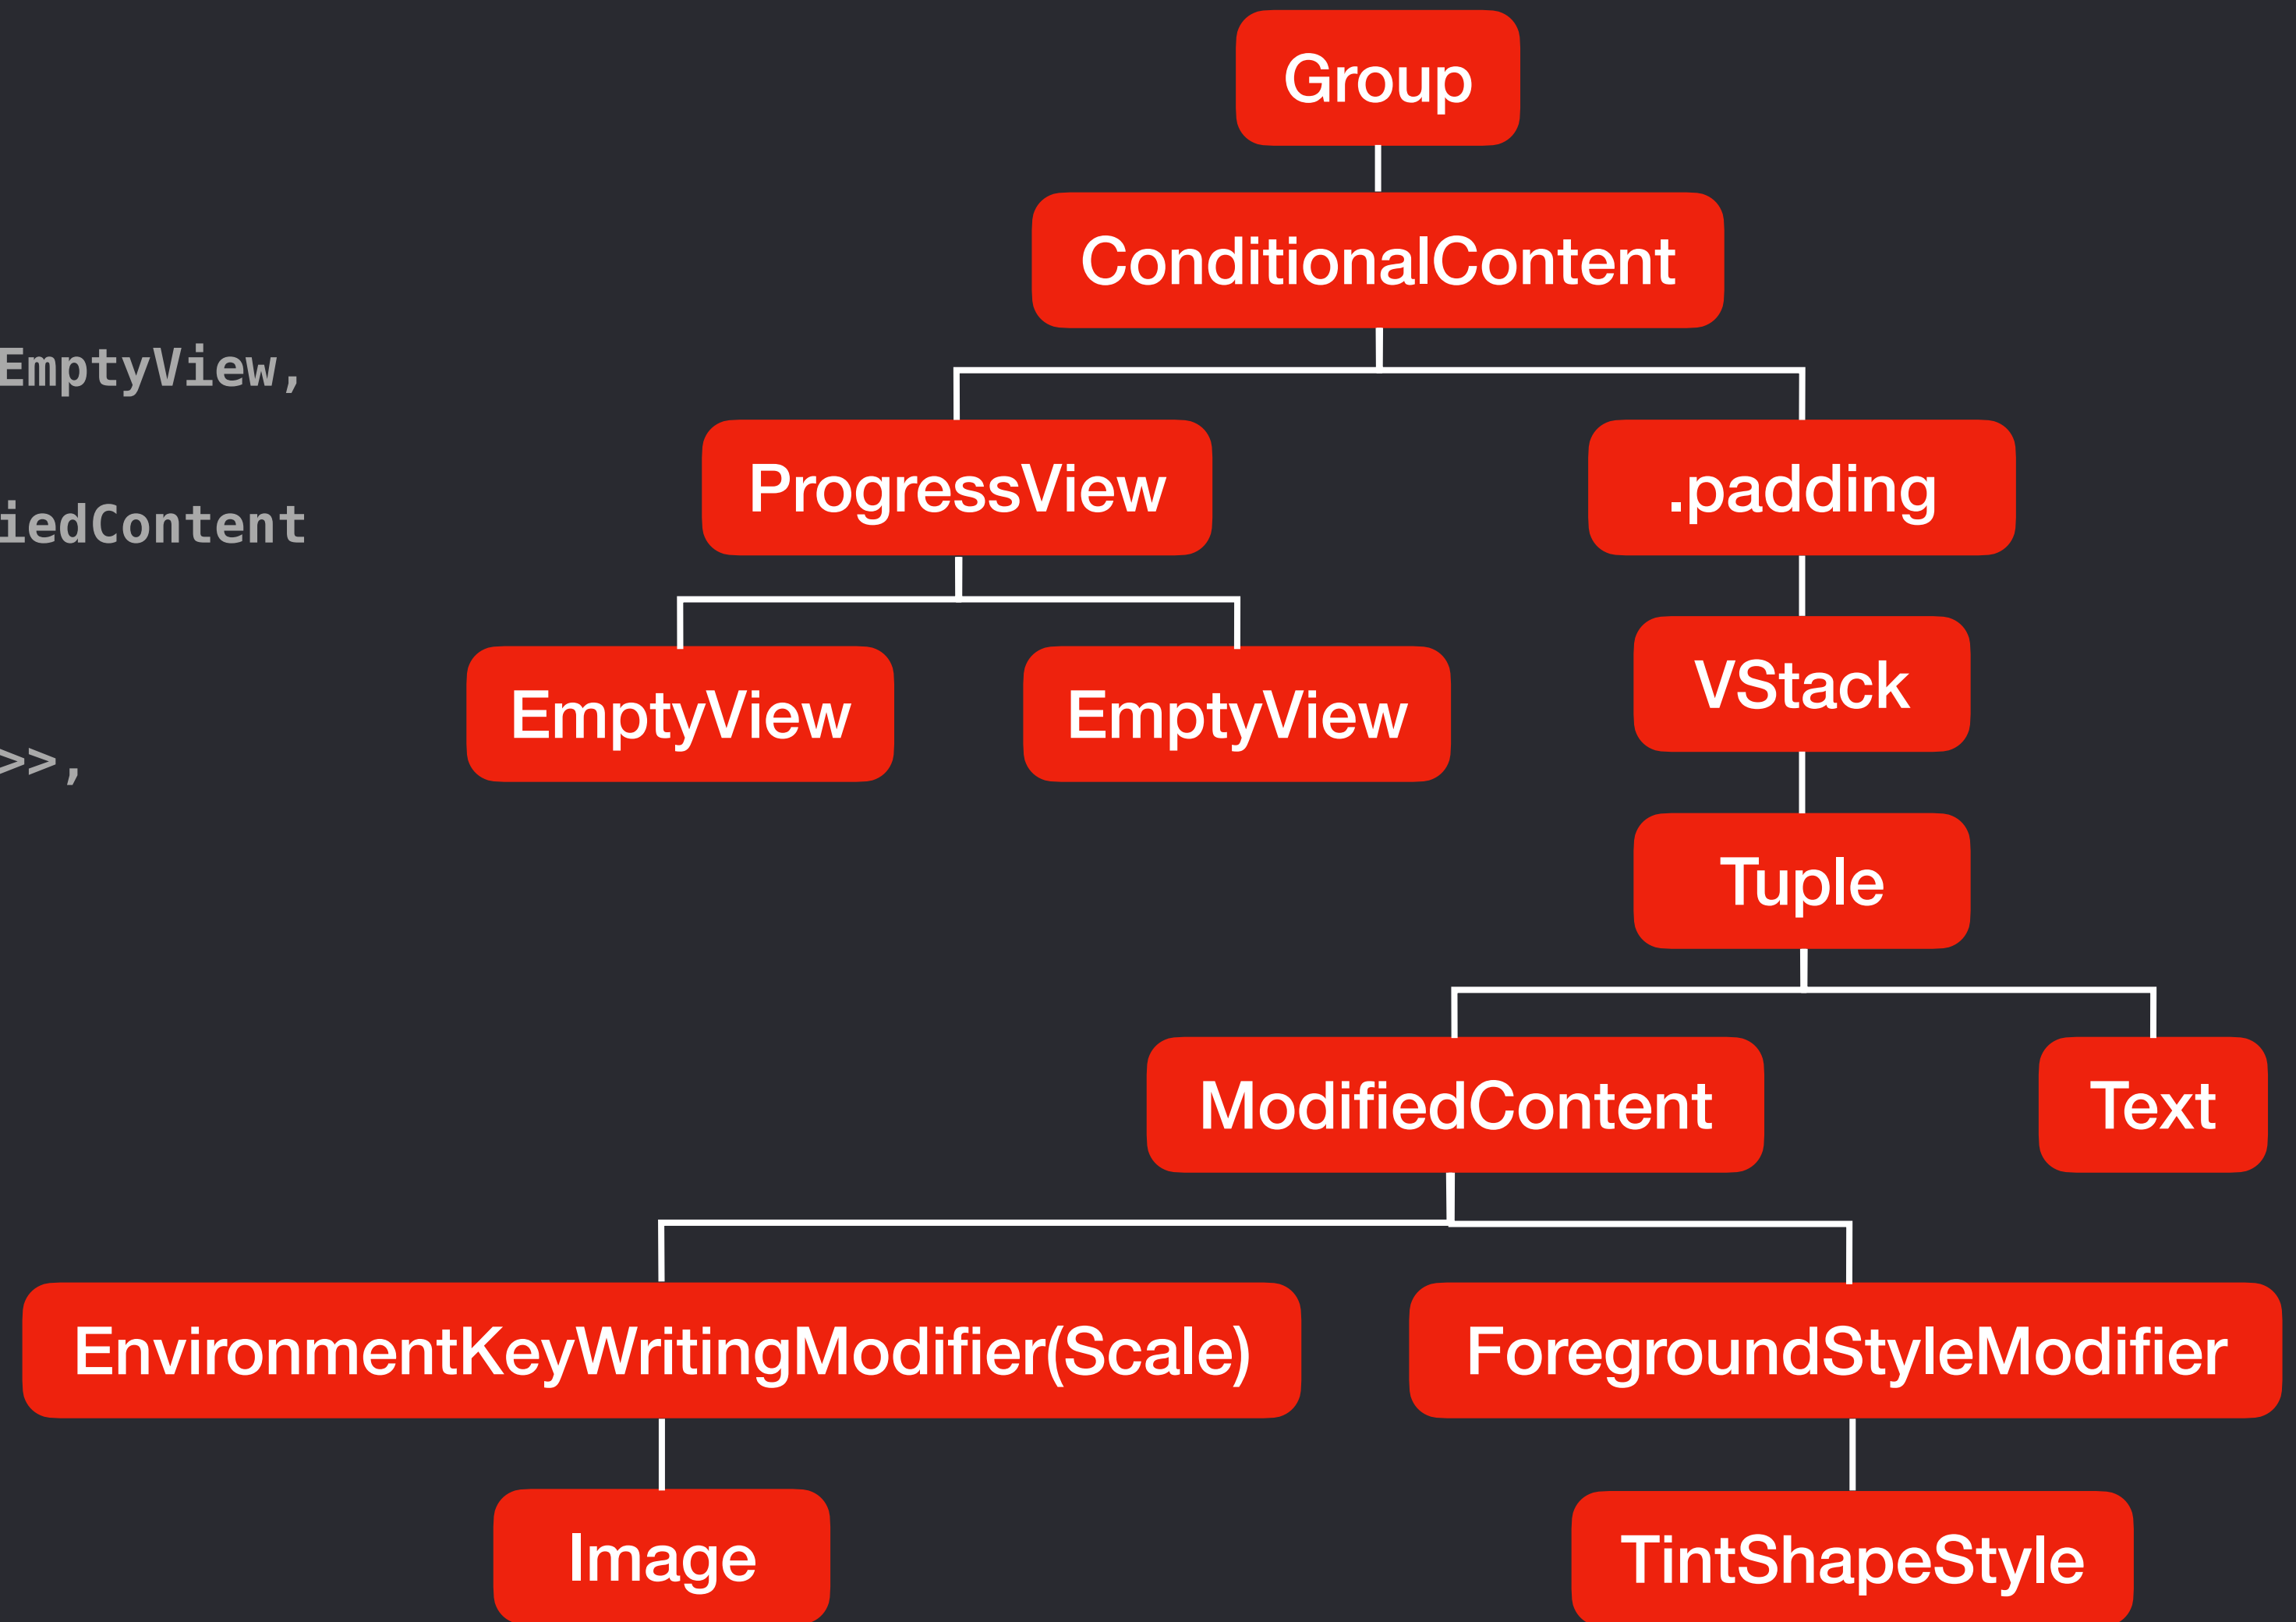 Group
ConditionalContent
EmptyView,
ProgressView
.padding
iedContent
EmptyView
EmptyView
VStack
>>,
Tuple
ModifiedContent
Text
EnvironmentKeyWritingModifier(Scale)
ForegroundStyleModifier
Image
TintShapeStyle